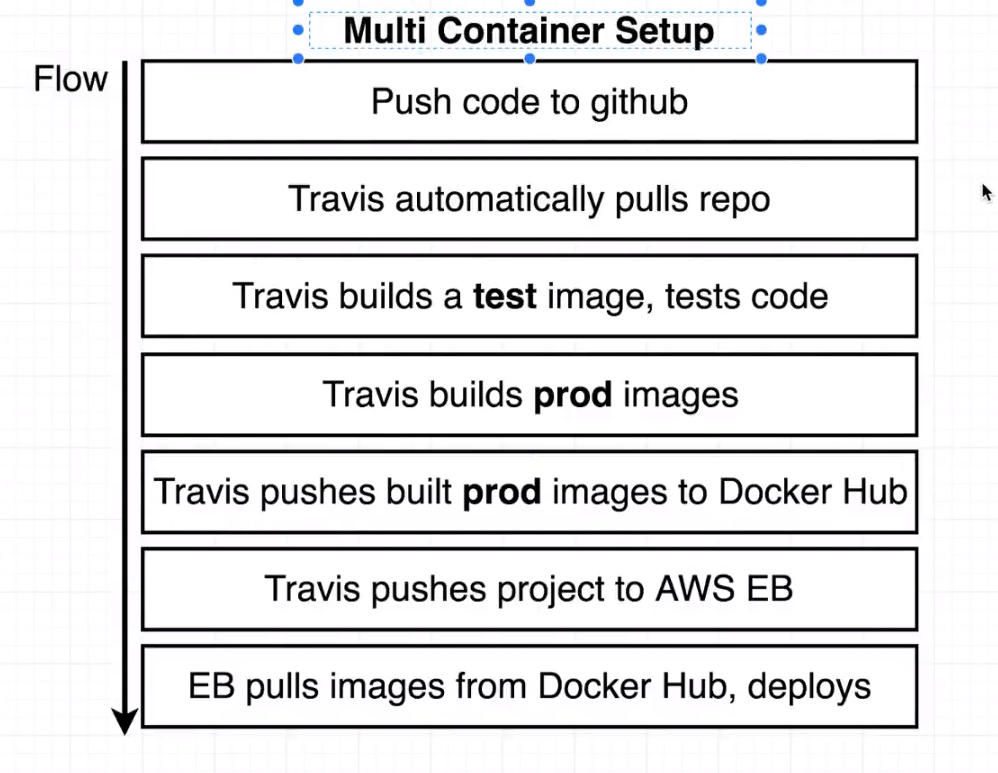 Multi Container Setup
Flow
Push code to github
Travis automatically pulls repo
Travis builds a test image, tests code
Travis builds prod images
Travis pushes built prod images to Docker Hub
Travis pushes project to AWS EB
EB pulls images from Docker Hub, deploys